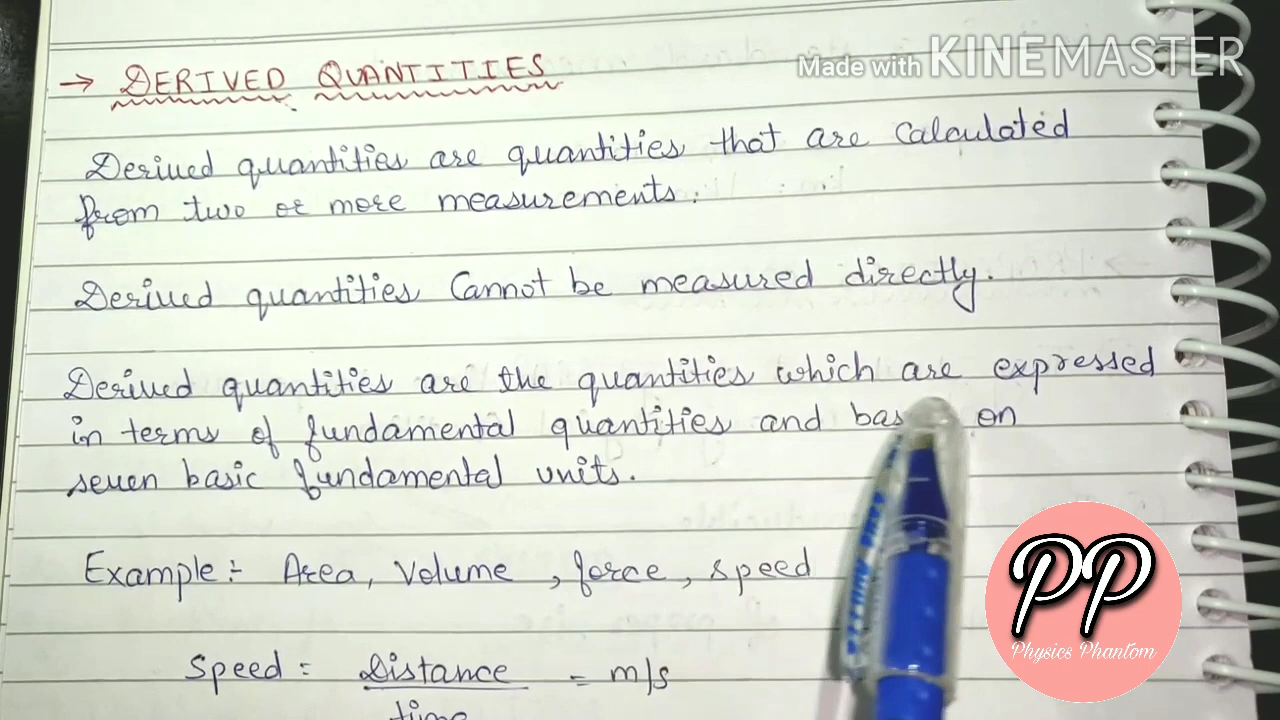 Made with KINEMASTER
→ DERIVED QUANTITIES
Derived quantities are quantities that are calculated
from two or more measurements.
Derived quantities cannot be measured directly.
Derived quantities are the quantities which are expressed
in terms of fundamental quantities and on
seven basic fundamental units.
Example:- Area, Volume, force, speed
Speed = Distance = m/s
time
PP
Physics Phantom